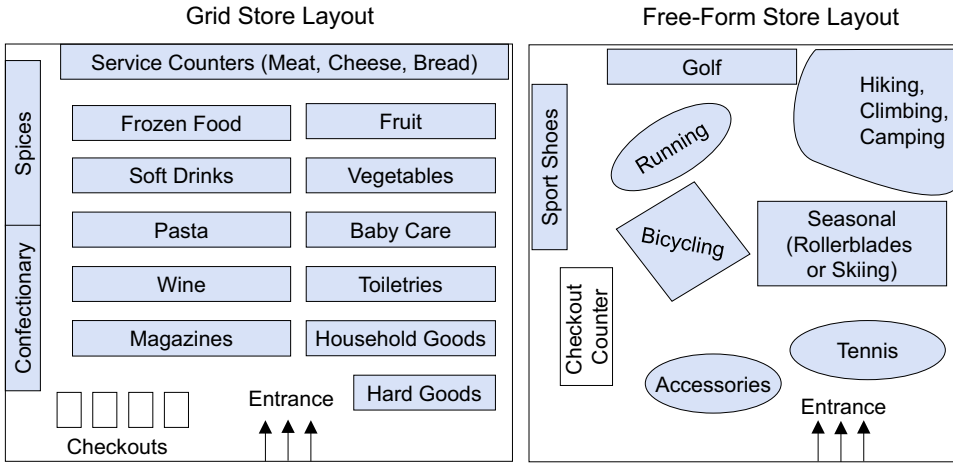 Grid Store Layout
Service Counters (Meat, Cheese, Bread)
Spices
Confectionary
Frozen Food
Fruit
Soft Drinks
Vegetables
Pasta
Baby Care
Wine
Toiletries
Magazines
Household Goods
Hard Goods
Entrance
Checkouts
Free-Form Store Layout
Golf
Hiking,
Climbing,
Camping
Sport Shoes
Running
Bicycling
Seasonal
(Rollerblades
or Skiing)
Checkout
Counter
Tennis
Accessories
Entrance